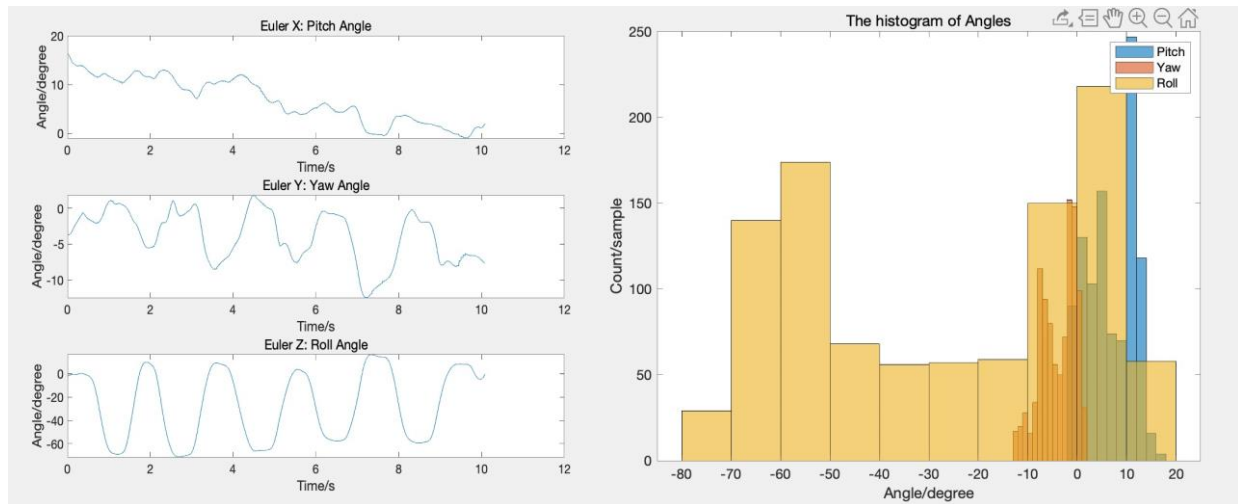 Euler X: Pitch Angle
20
10
0
Angle/degree
0 2 4 6 8 10 12
Time/s
Euler Y: Yaw Angle
0
-5
-10
Angle/degree
0 2 4 6 8 10 12
Time/s
Euler Z: Roll Angle
0
-20
-40
-60
Angle/degree
0 2 4 6 8 10 12
Time/s
The histogram of Angles
250
200
150
100
50
0
Count/sample
Pitch
Yaw
Roll
-80 -70 -60 -50 -40 -30 -20 -10 0 10 20
Angle/degree